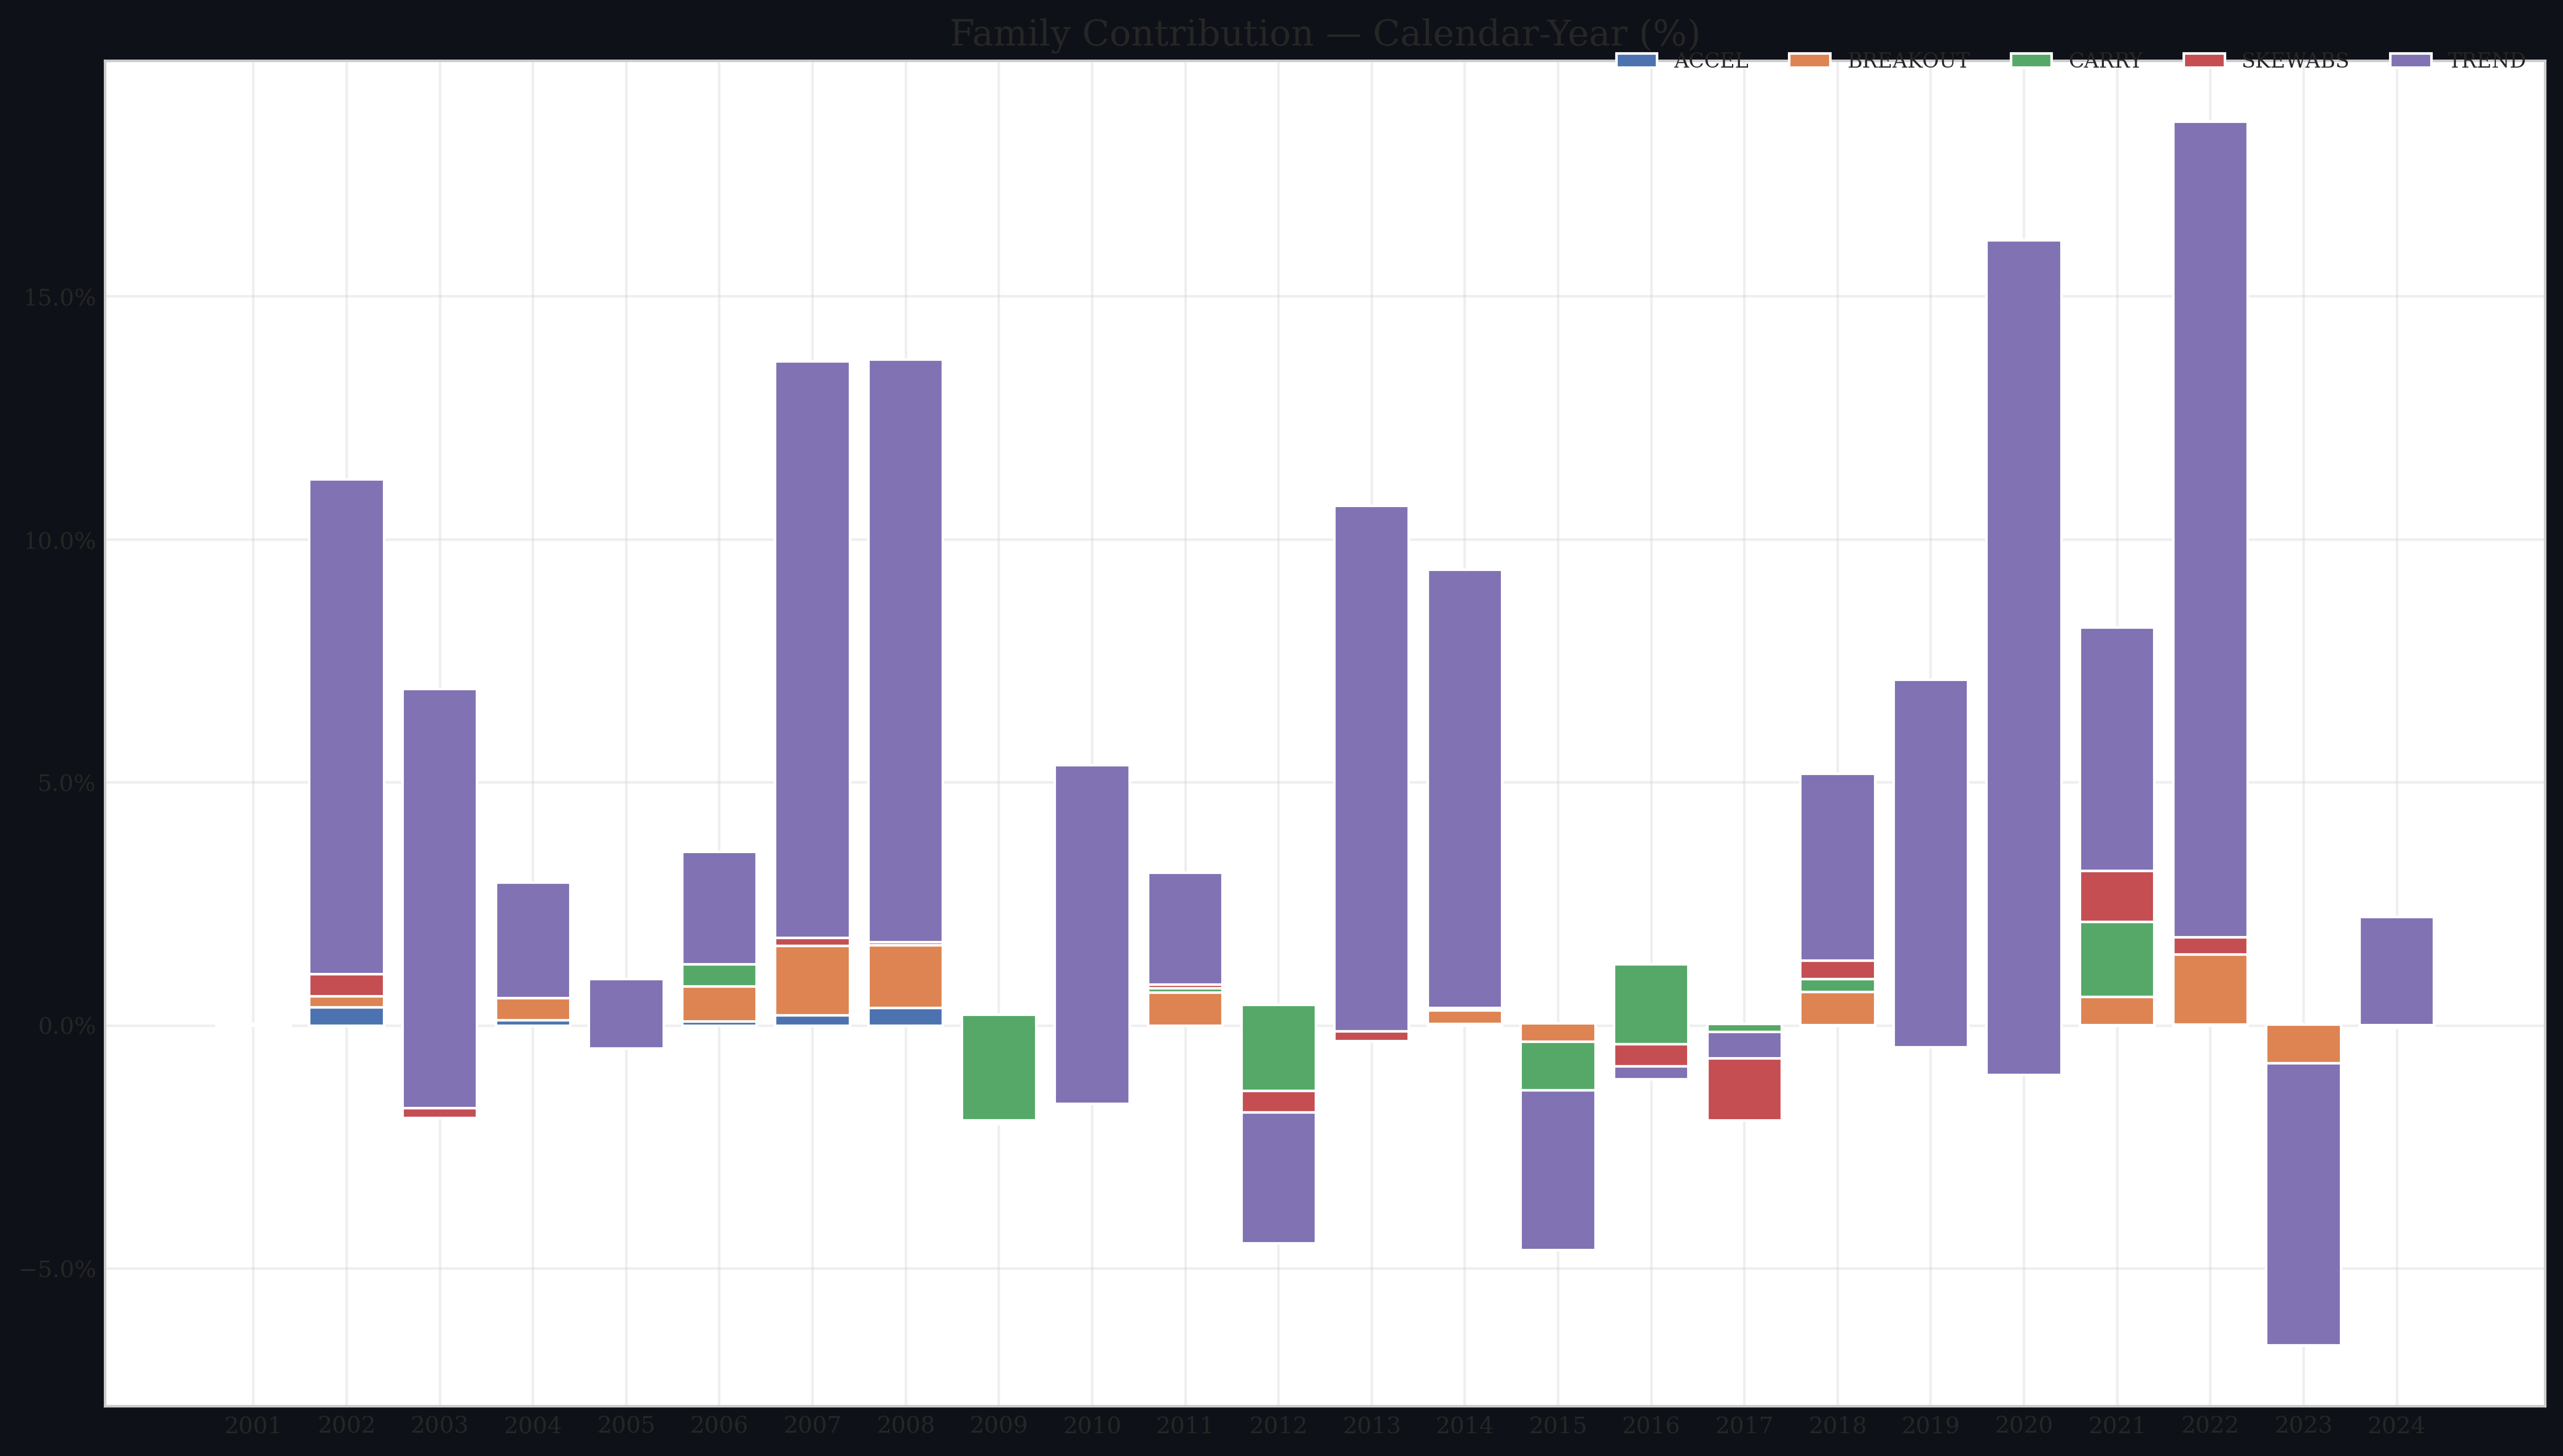 Family Contribution — Calendar-Year (%)
ACCEL BREAKOUT CARRY SKEWABS TREND
15.0%
10.0%
5.0%
0.0%
−5.0%
2001 2002 2003 2004 2005 2006 2007 2008 2009 2010 2011 2012 2013 2014 2015 2016 2017 2018 2019 2020 2021 2022 2023 2024